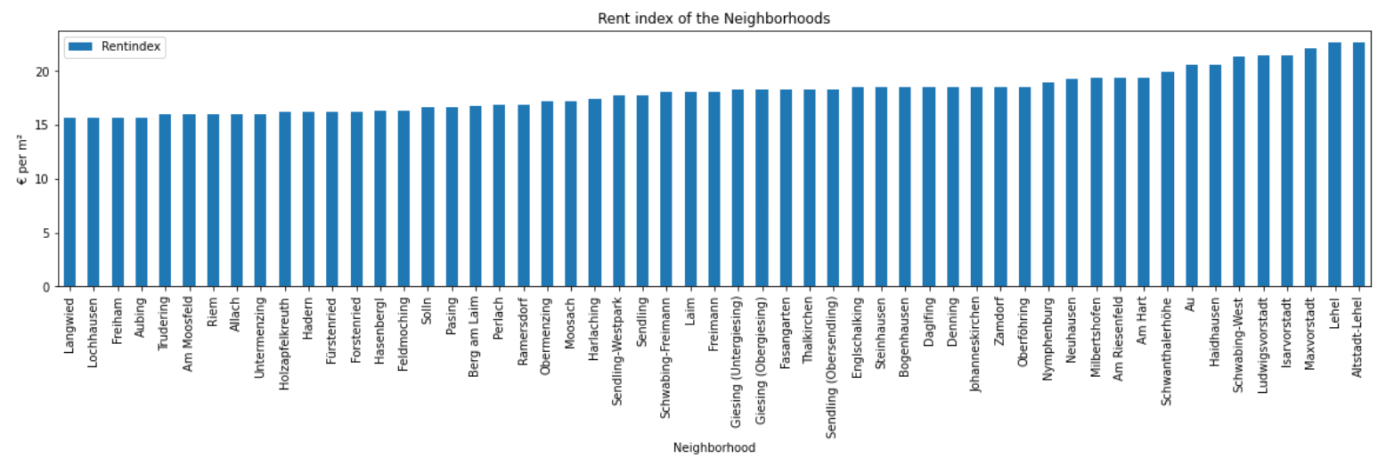 Rent index of the Neighborhoods
Rentindex
€ per m²
20
15
10
5
0
Langwied
Lochhausen
Freiham
Aubing
Trudering
Am Moosfeld
Riem
Allach
Untermenzing
Holzapfelkreuth
Hadern
Fürstenried
Forstenried
Hasenbergl
Feldmoching
Solln
Pasing
Berg am Laim
Perlach
Ramersdorf
Obermenzing
Moosach
Harlaching
Sendling-Westpark
Sendling
Schwabing-Freimann
Laim
Freimann
Giesing (Untergiesing)
Giesing (Obergiesing)
Fasangarten
Thalkirchen
Sendling (Obersendling)
Englschalking
Steinhausen
Bogenhausen
Daglfing
Denning
Johanneskirchen
Zamdorf
Oberföhring
Nymphenburg
Neuhausen
Milbertshofen
Am Riesenfeld
Am Hart
Schwanthalerhöhe
Au
Haidhausen
Schwabing-West
Ludwigsvorstadt
Isarvorstadt
Maxvorstadt
Lehel
Altstadt-Lehel
Neighborhood